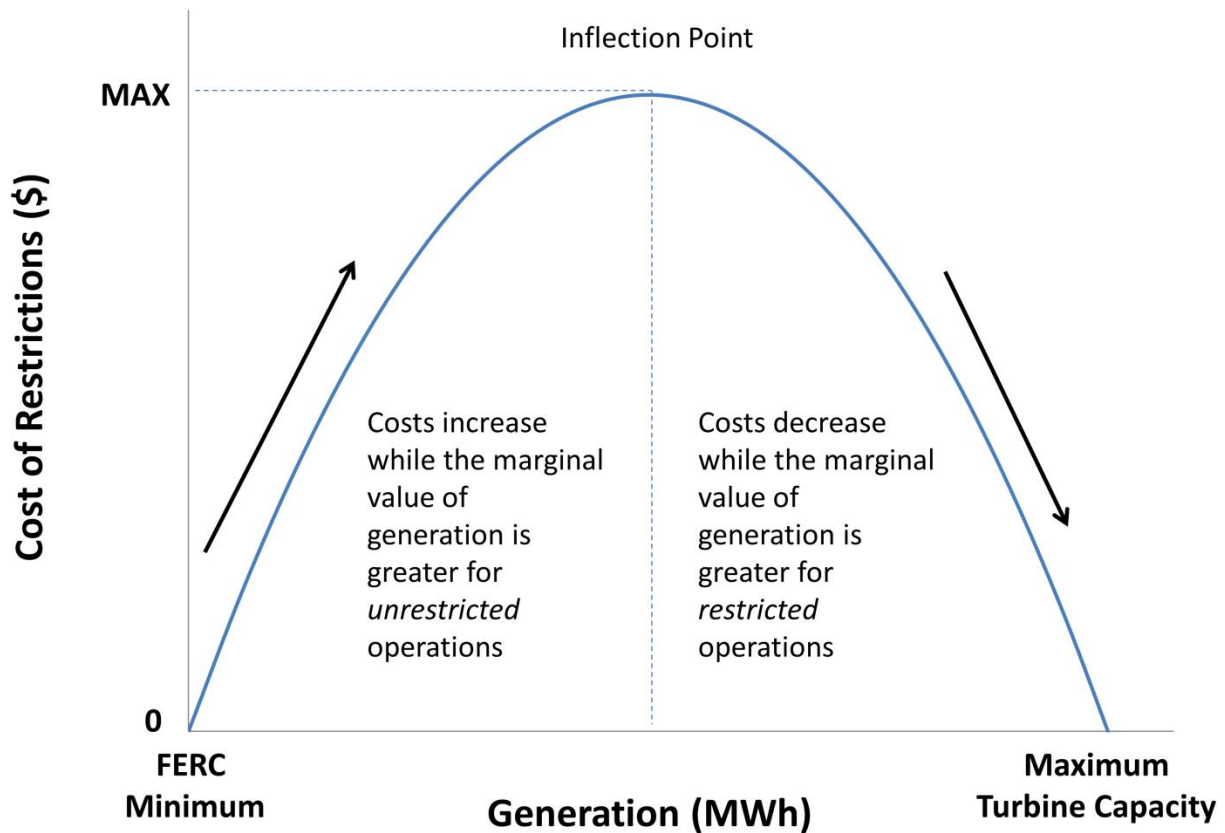 Inflection Point
MAX
Cost of Restrictions ($)
Costs increase
while the marginal
value of
generation is
greater for
unrestricted
operations
Costs decrease
while the marginal
value of
generation is
greater for
restricted
operations
0
FERC
Minimum
Generation (MWh)
Maximum
Turbine Capacity